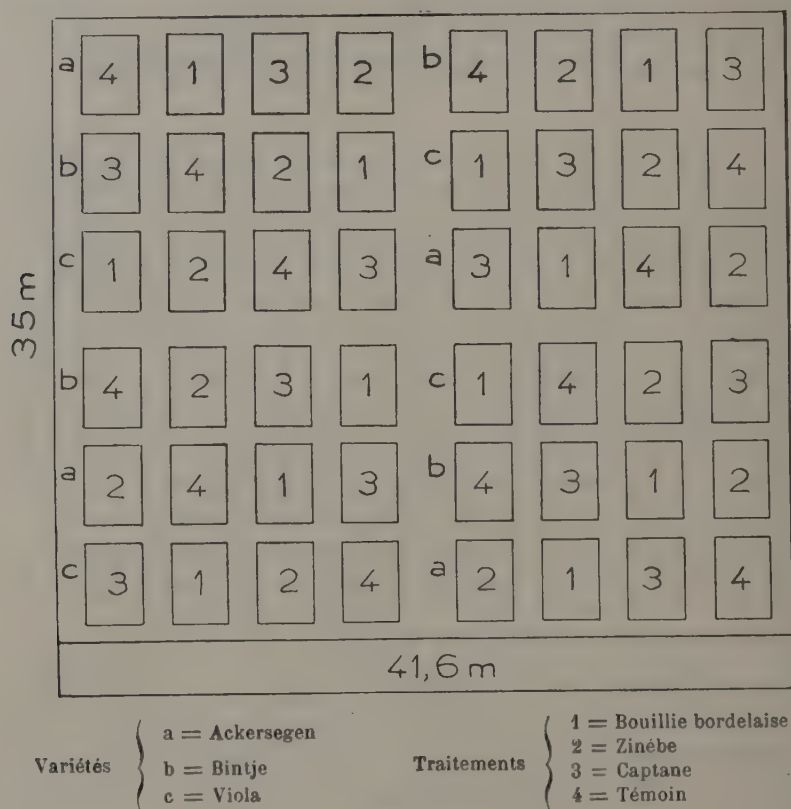 a 4 1 3 2 b 4 2 1 3
b 3 4 2 1 c 1 3 2 4
c 1 2 4 3 a 3 1 4 2
35 m
b 4 2 3 1 c 1 4 2 3
a 2 4 1 3 b 4 3 1 2
c 3 1 2 4 a 2 1 3 4
41,6 m
Variétés
a = Ackersegen
b = Bintje
c = Viola
Traitements
1 = Bouillie bordelaise
2 = Zinébe
3 = Captane
4 = Témoin